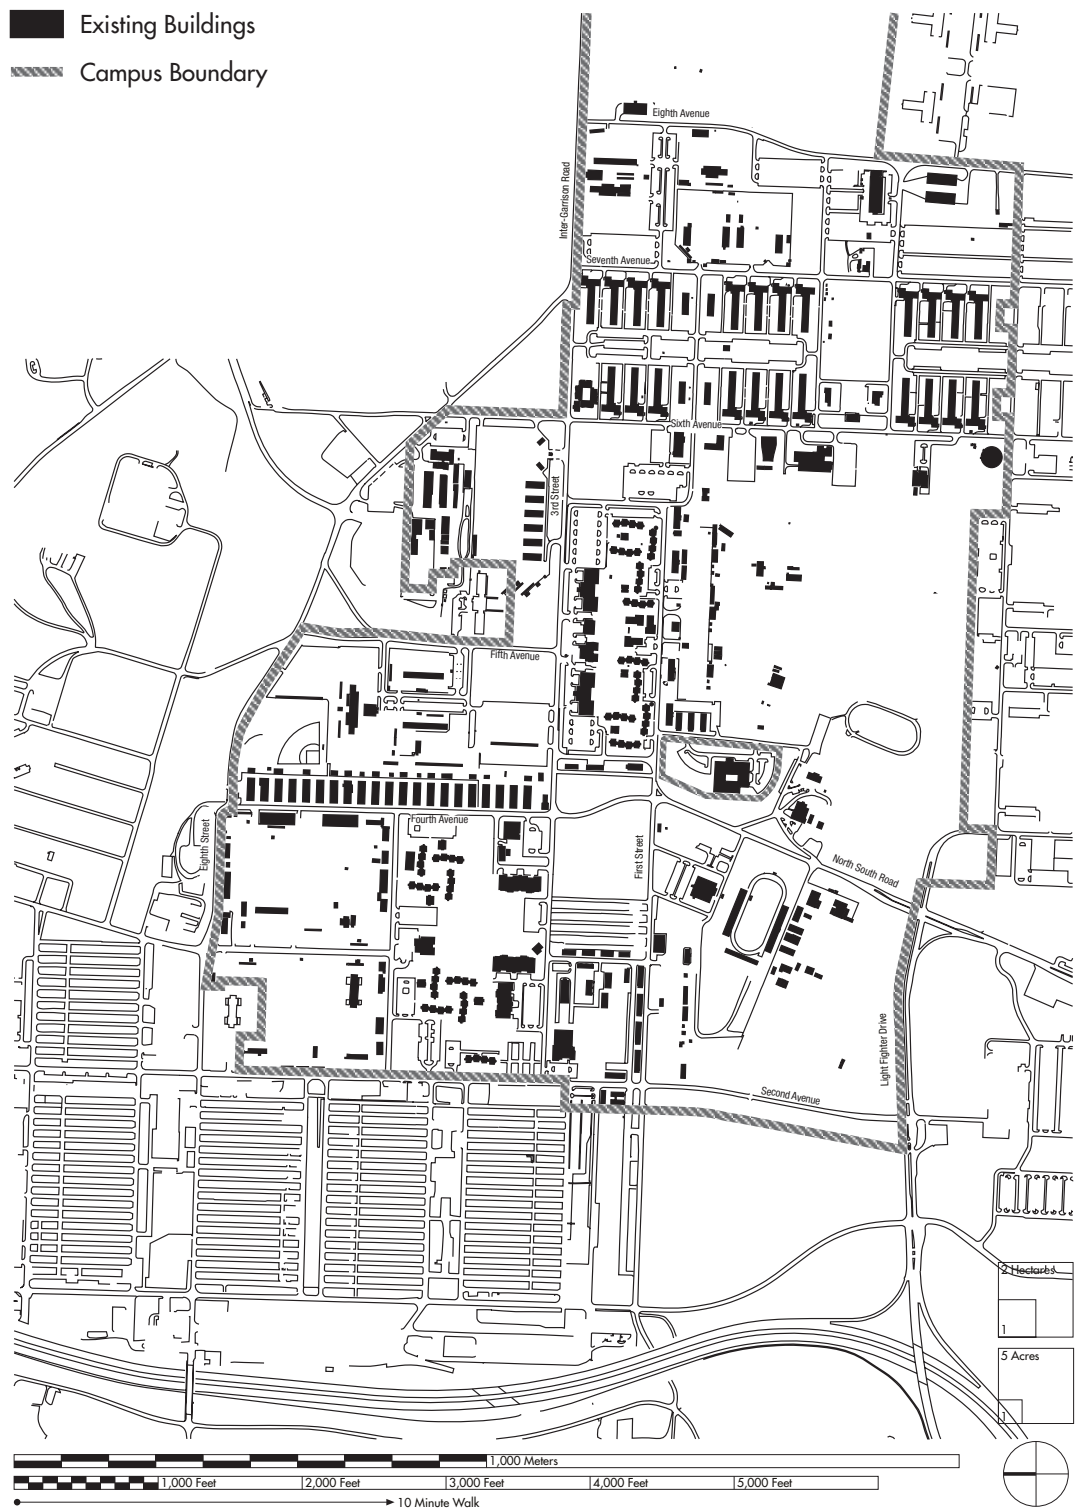 Existing Buildings
Campus Boundary
Eighth Avenue
Inter-Garrison Road
Seventh Avenue
Sixth Avenue
3rd Street
Fifth Avenue
Fourth Avenue
Eighth Street
First Street
North South Road
Light Fighter Drive
Second Avenue
2 Hectares
1
5 Acres
1
1,000 Meters
1,000 Feet
2,000 Feet
3,000 Feet
4,000 Feet
5,000 Feet
10 Minute Walk